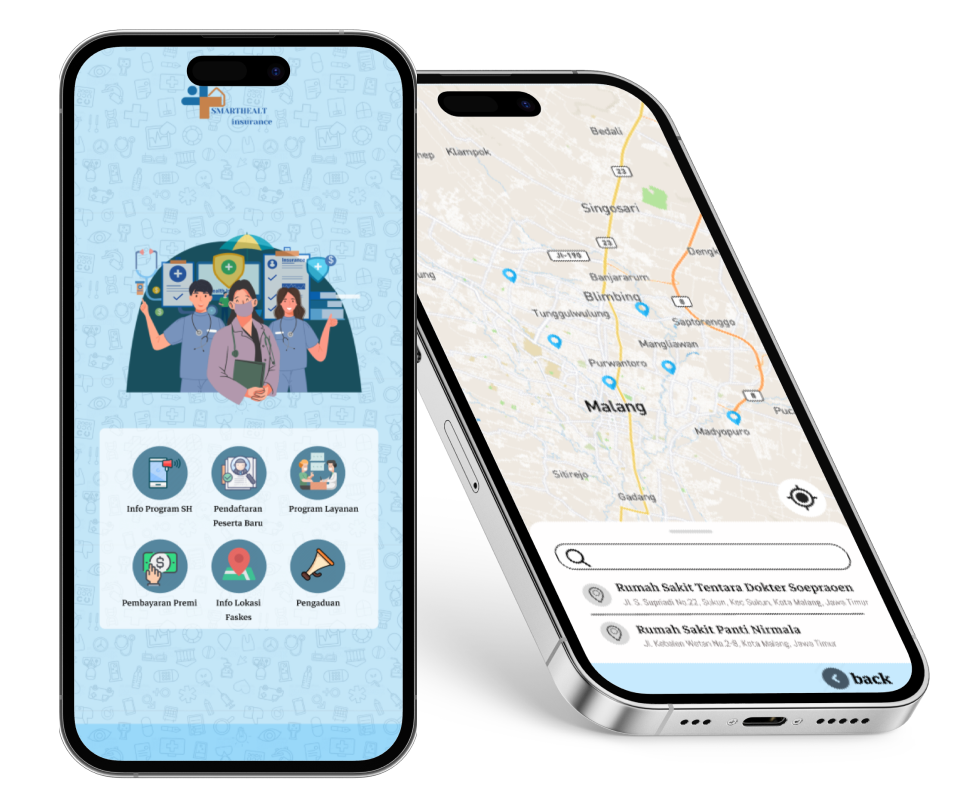 SMARTHEALT
insurance
Insurance
Info Program SH
Pendaftaran
Peserta Baru
Program Layanan
Pembayaran Premi
Info Lokasi
Faskes
Pengaduan
Bedali
Klampok
23
Singosari
23
Jl-190
Dengk
ung
Banjararum
Blimbing
8
Tunggulwulung
Saptorenggo
Mangliawan
Purwantoro
8
Malang
Puc
Madyopuro
Sitirejo
Gadang
Rumah Sakit Tentara Dokter Soepraoen
Jl. S. Supriadi No.22, Sukun, Kec. Sukun, Kota Malang, Jawa Timur
Rumah Sakit Panti Nirmala
Jl. Kebalen Wetan No.2-8, Kota Malang, Jawa Timur
back